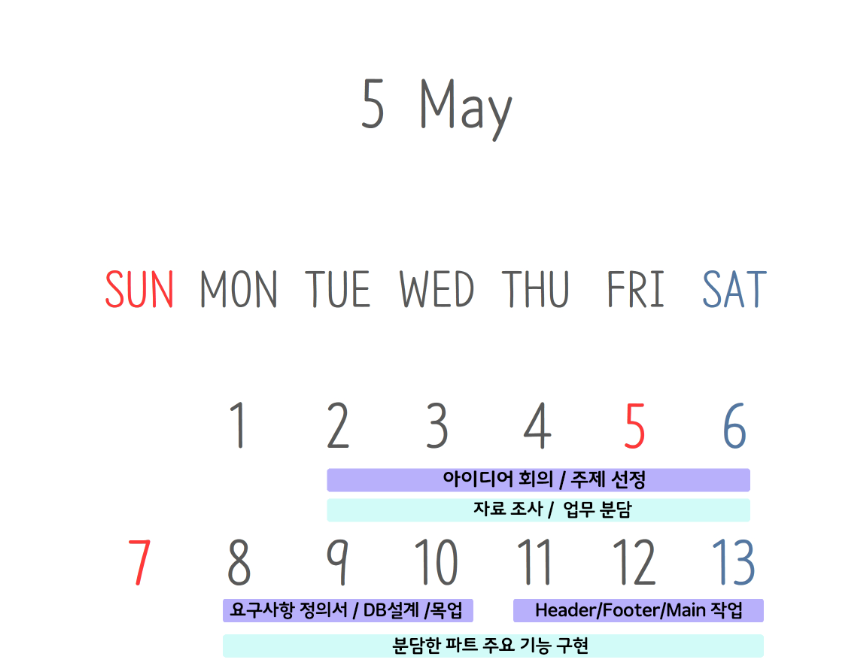 5 May
SUN MON TUE WED THU FRI SAT
1 2 3 4 5 6
아이디어 회의 / 주제 선정
자료 조사 / 업무 분담
7 8 9 10 11 12 13
요구사항 정의서 / DB설계 /목업 Header/Footer/Main 작업
분담한 파트 주요 기능 구현